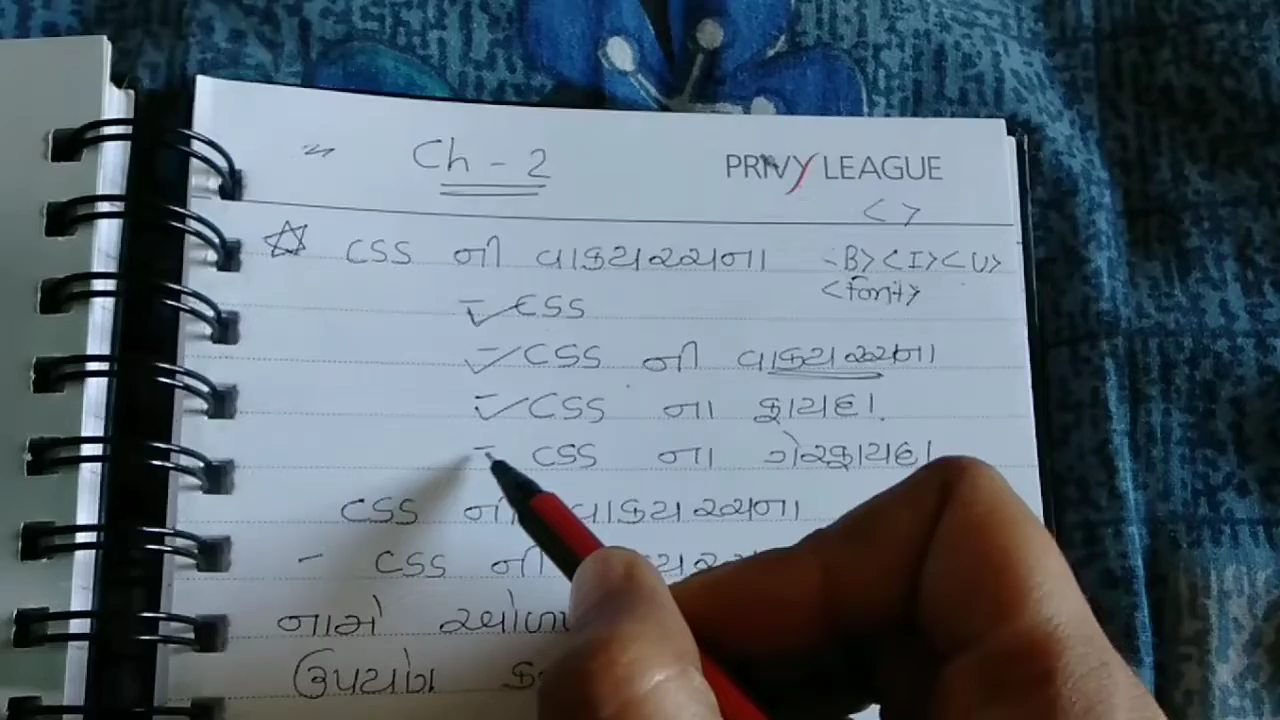 Ch - 2
PRIVY LEAGUE
< >
CSS ની વાક્યરચના
-B> <I> <U>
<font>
- CSS
- CSS ની વાક્યરચના
- CSS ના ફાયદા.
- CSS ના ગેરફાયદા
CSS ની વાક્યરચના
- CSS ની
નામે
ઉપયોગ